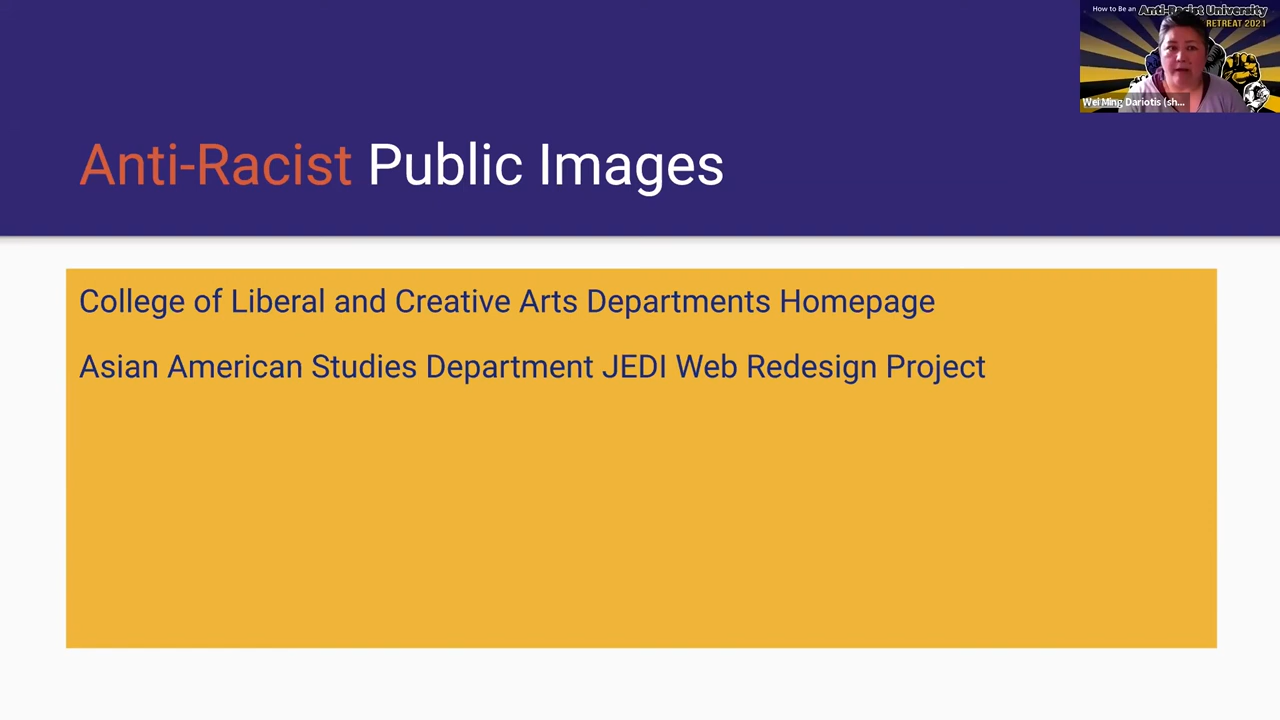 How to Be an
Anti-Racist University
RETREAT 2021
Wei Ming Dariotis (sh...
Anti-Racist Public Images
College of Liberal and Creative Arts Departments Homepage
Asian American Studies Department JEDI Web Redesign Project